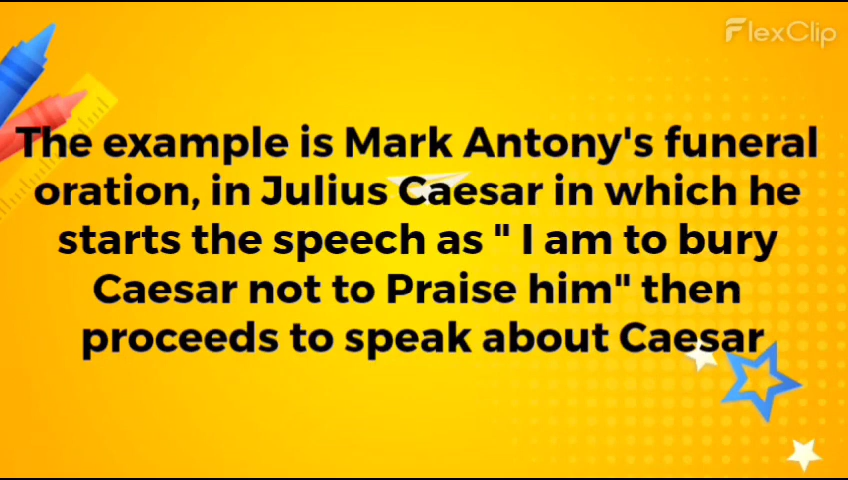 FlexClip
The example is Mark Antony's funeral
oration, in Julius Caesar in which he
starts the speech as " I am to bury
Caesar not to Praise him" then
proceeds to speak about Caesar